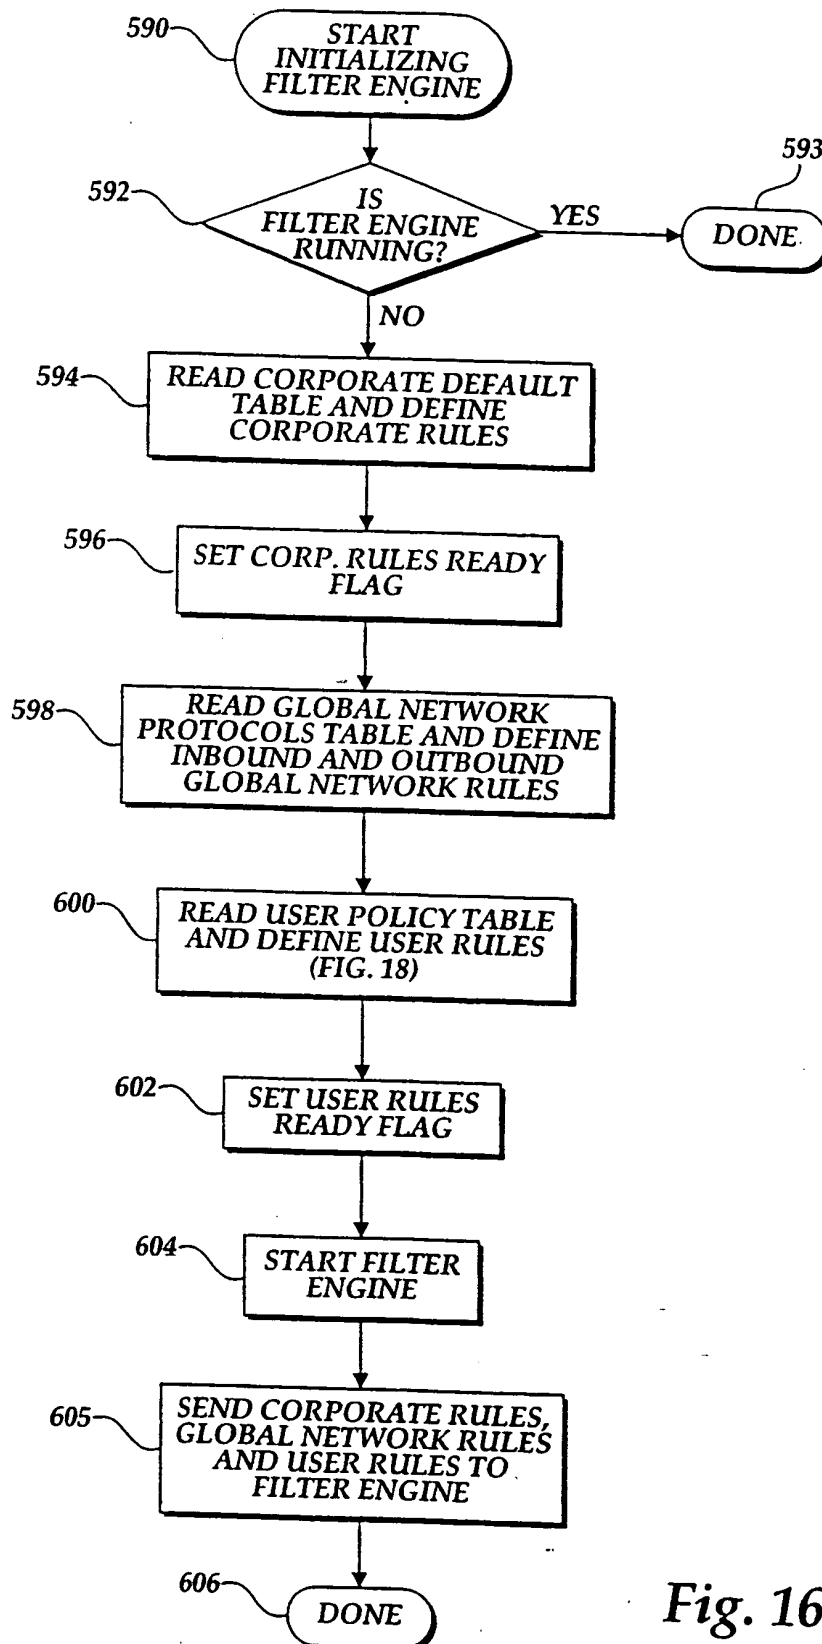 590
START
INITIALIZING
FILTER ENGINE
592
IS
FILTER ENGINE
RUNNING?
YES
593
DONE
NO
594
READ CORPORATE DEFAULT
TABLE AND DEFINE
CORPORATE RULES
596
SET CORP. RULES READY
FLAG
598
READ GLOBAL NETWORK
PROTOCOLS TABLE AND DEFINE
INBOUND AND OUTBOUND
GLOBAL NETWORK RULES
600
READ USER POLICY TABLE
AND DEFINE USER RULES
(FIG. 18)
602
SET USER RULES
READY FLAG
604
START FILTER
ENGINE
605
SEND CORPORATE RULES,
GLOBAL NETWORK RULES
AND USER RULES TO
FILTER ENGINE
606
DONE
Fig. 16